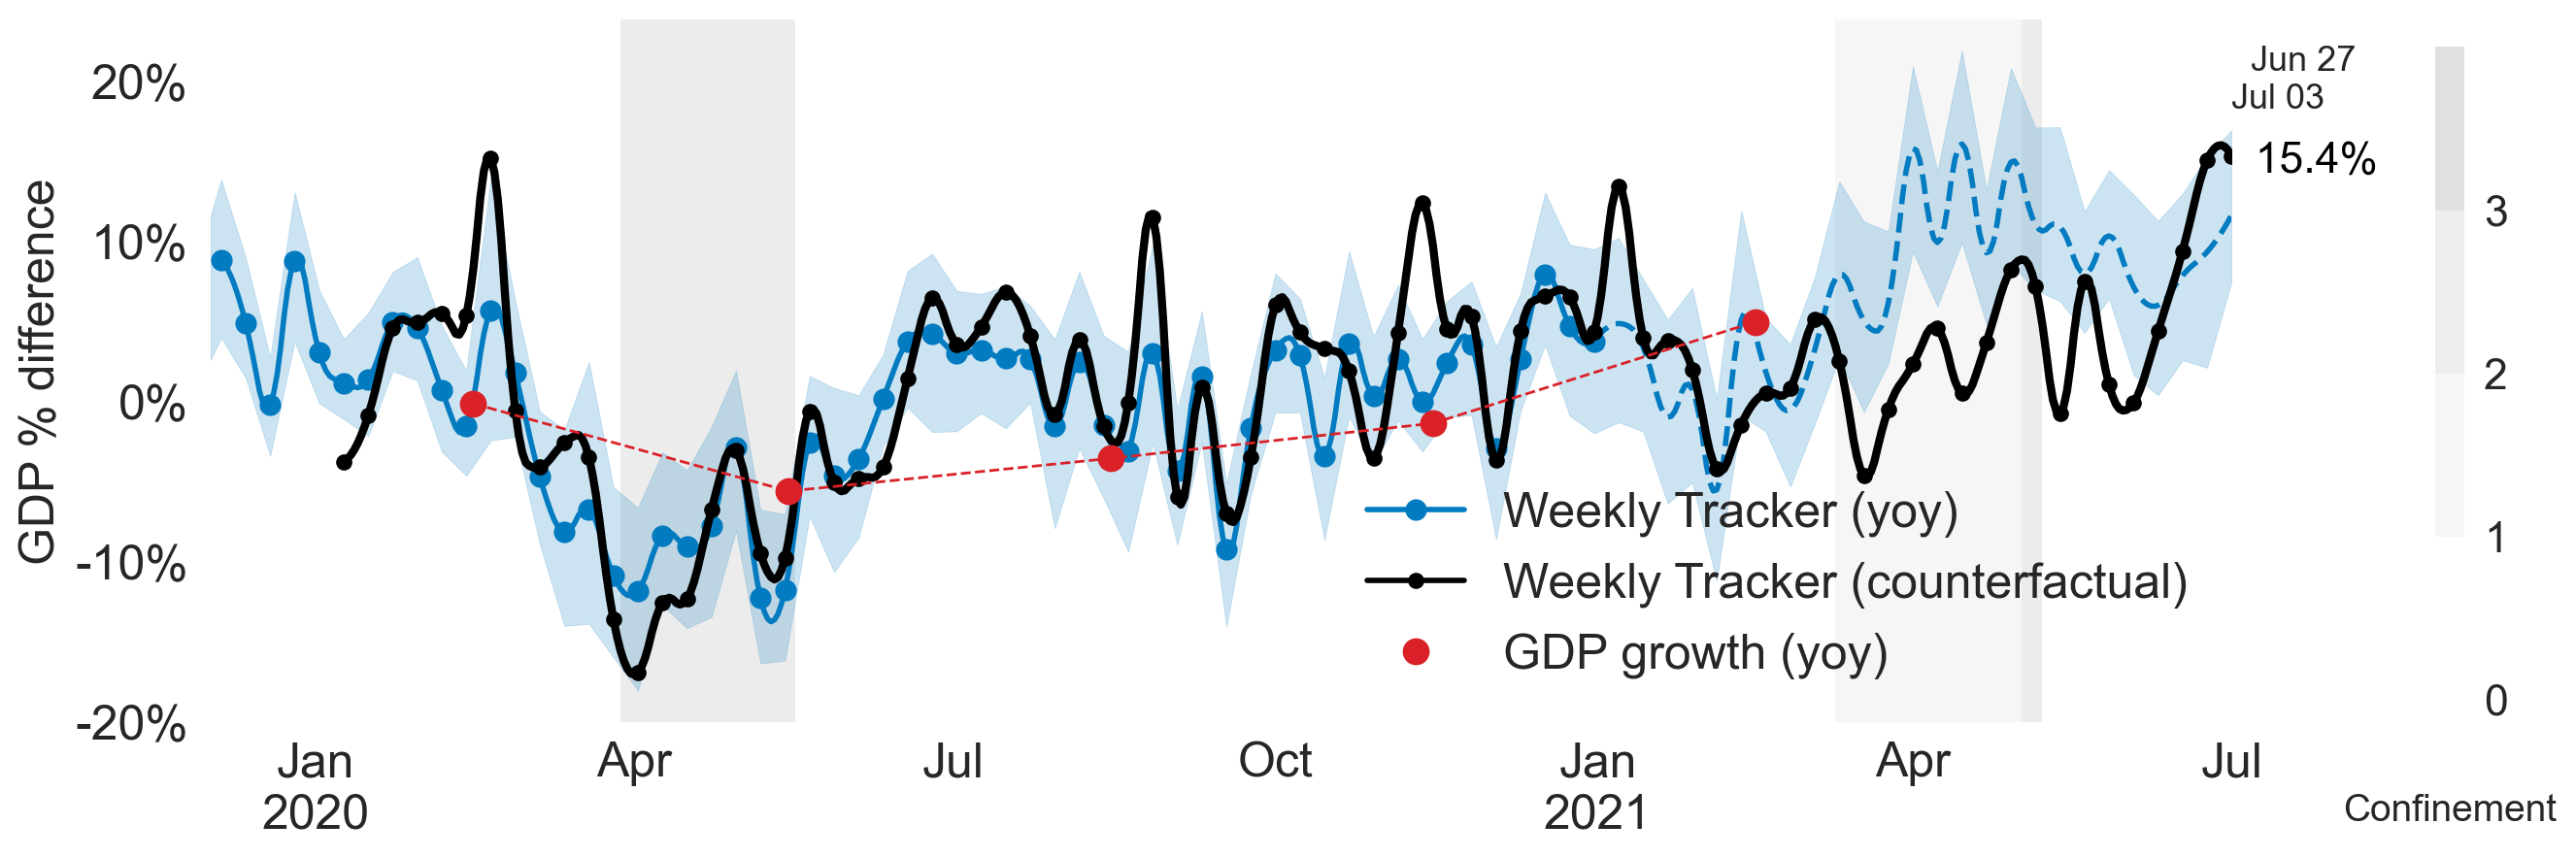 GDP % difference
20%
10%
0%
-10%
-20%
Jan
2020
Apr
Jul
Oct
Jan
2021
Apr
Jul
Jun 27
Jul 03
15.4%
Weekly Tracker (yoy)
Weekly Tracker (counterfactual)
GDP growth (yoy)
3
2
1
0
Confinement